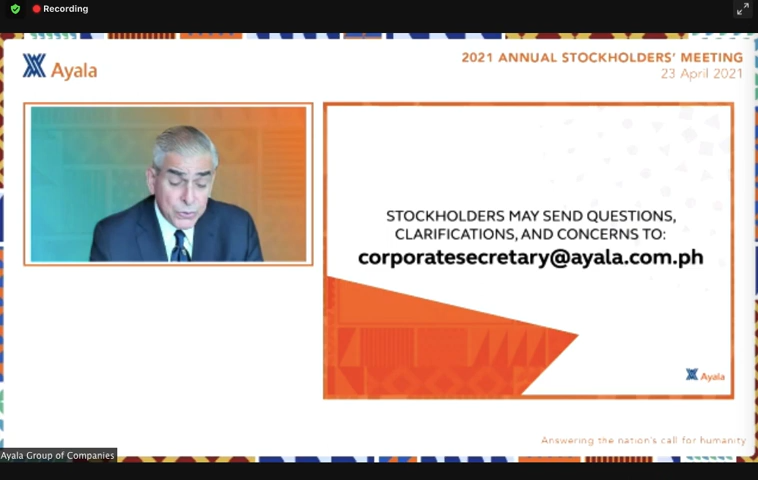 Recording
Ayala
2021 ANNUAL STOCKHOLDERS' MEETING
23 April 2021
STOCKHOLDERS MAY SEND QUESTIONS,
CLARIFICATIONS, AND CONCERNS TO:
corporatesecretary@ayala.com.ph
Ayala
Answering the nation's call for humanity
Ayala Group of Companies